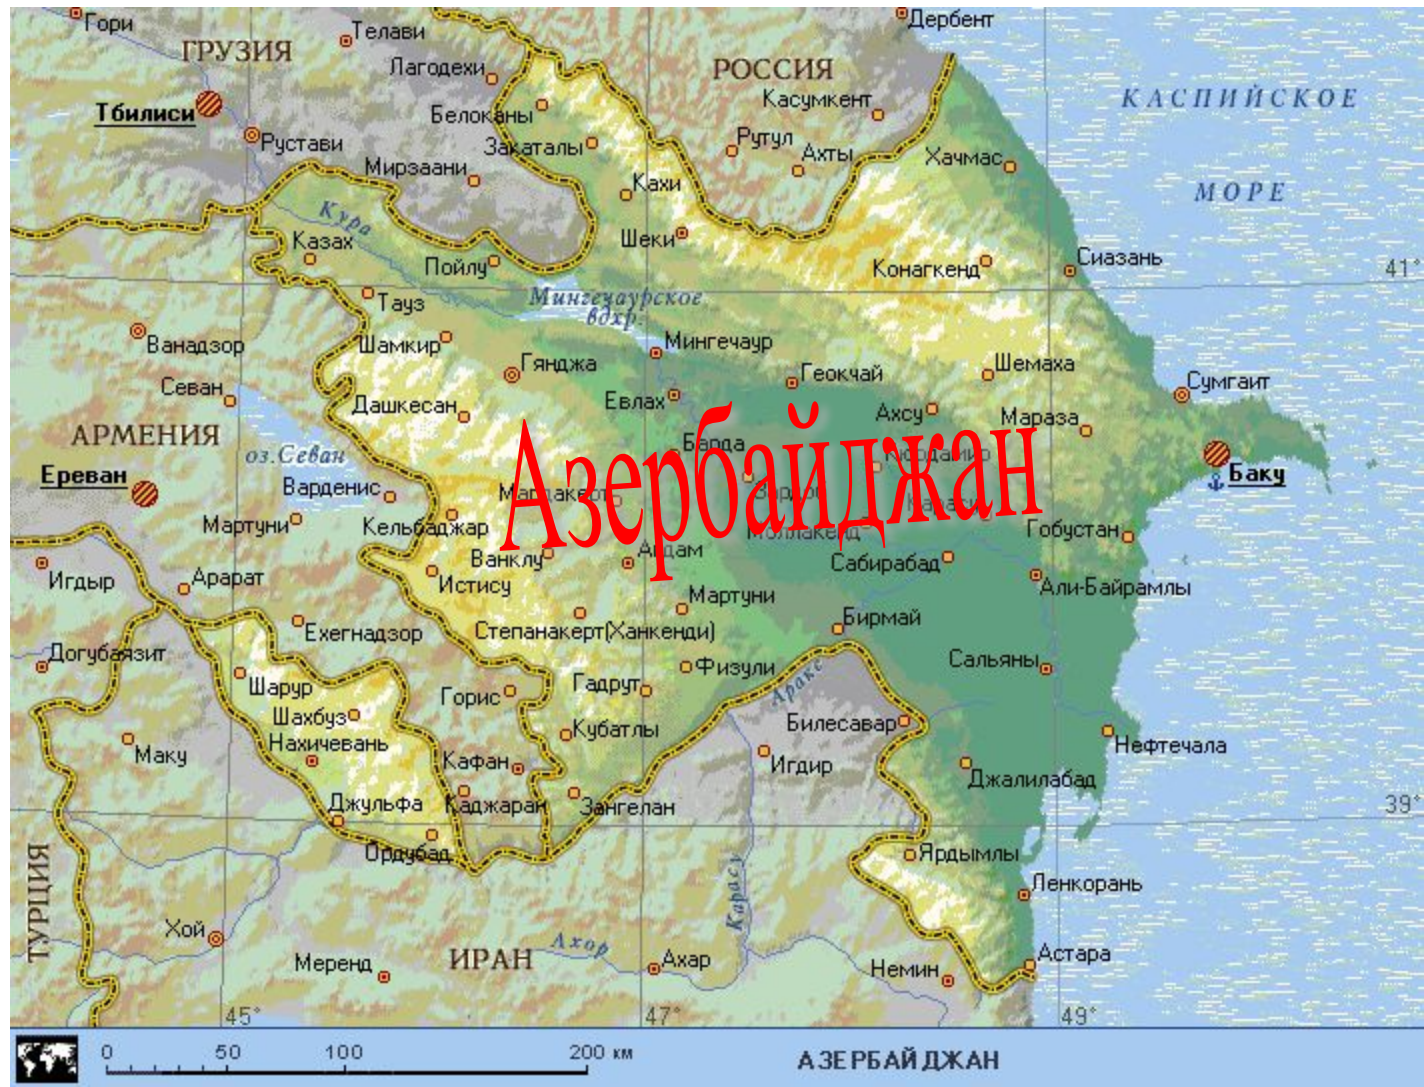 Гори
Телави
Дербент
ГРУЗИЯ
Лагодехи
РОССИЯ
Касумкент
КАСПИЙСКОЕ
Тбилиси
Белоканы
Рустави
Закаталы
Рутул
Ахты
Хачмас
Мирзаани
Кахи
МОРЕ
Кура
Казах
Шеки
Пойлу
Конагкенд
Сиазань
41°
Тауз
Мингечаурское
вдхр.
Ванадзор
Шамкир
Мингечаур
Гянджа
Геокчай
Шемаха
Севан
Сумгаит
Дашкесан
Евлах
Ахсу
Мараза
АРМЕНИЯ
Барда
Азербайджан
оз.Севан
Кюрдамир
Ереван
Баку
Варденис
Мардакерт
Зардоб
Мартуни
Кельбаджар
Моллакенд
Гобустан
Ванклу
Агдам
Сабирабад
Игдыр
Арарат
Истису
Али-Байрамлы
Мартуни
Ехегнадзор
Степанакерт(Ханкенди)
Бирмай
Догубаязит
Физули
Сальяны
Шарур
Горис
Гадрут
Аракс
Шахбуз
Кубатлы
Билесавар
Нахичевань
Маку
Кафан
Игдир
Нефтечала
Джалилабад
Джульфа
Каджаран
Зангелан
39°
Ордубад
Ярдымлы
ТУРЦИЯ
Карасу
Ленкорань
Хой
Ахор
ИРАН
Меренд
Ахар
Немин
Астара
45°
47°
49°
0 50 100 200 км
АЗЕРБАЙДЖАН